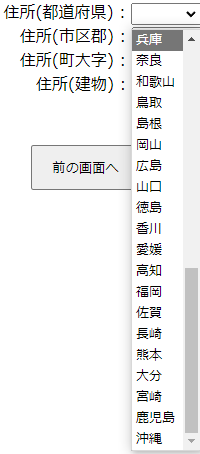 住所(都道府県)：
住所(市区郡)：
住所(町大字)：
住所(建物)：
前の画面へ
兵庫
奈良
和歌山
鳥取
島根
岡山
広島
山口
徳島
香川
愛媛
高知
福岡
佐賀
長崎
熊本
大分
宮崎
鹿児島
沖縄